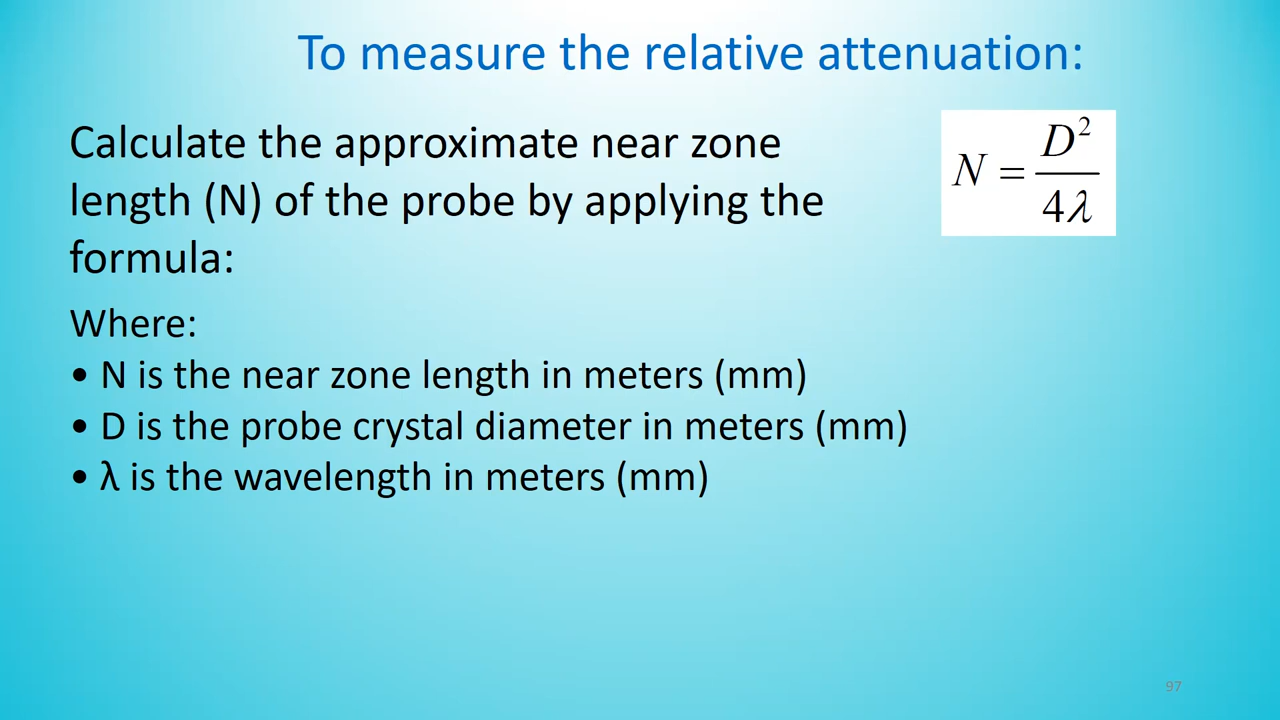 To measure the relative attenuation:
Calculate the approximate near zone
length (N) of the probe by applying the
formula:
N = D² / 4λ
Where:
• N is the near zone length in meters (mm)
• D is the probe crystal diameter in meters (mm)
• λ is the wavelength in meters (mm)
97